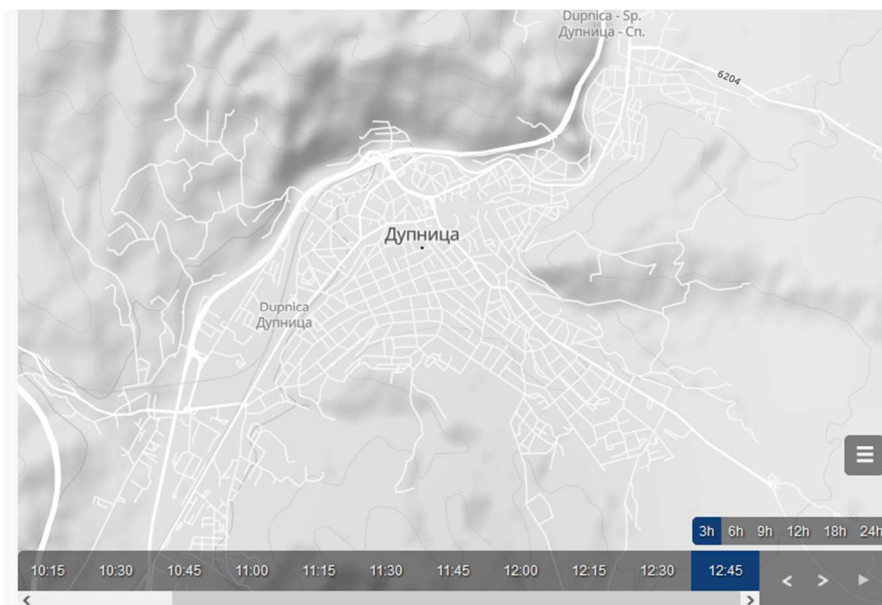 Dupnica - Sp.
Дупница - Сп.
6204
Дупница
Dupnica
Дупница
3h 6h 9h 12h 18h 24h
10:15 10:30 10:45 11:00 11:15 11:30 11:45 12:00 12:15 12:30 12:45